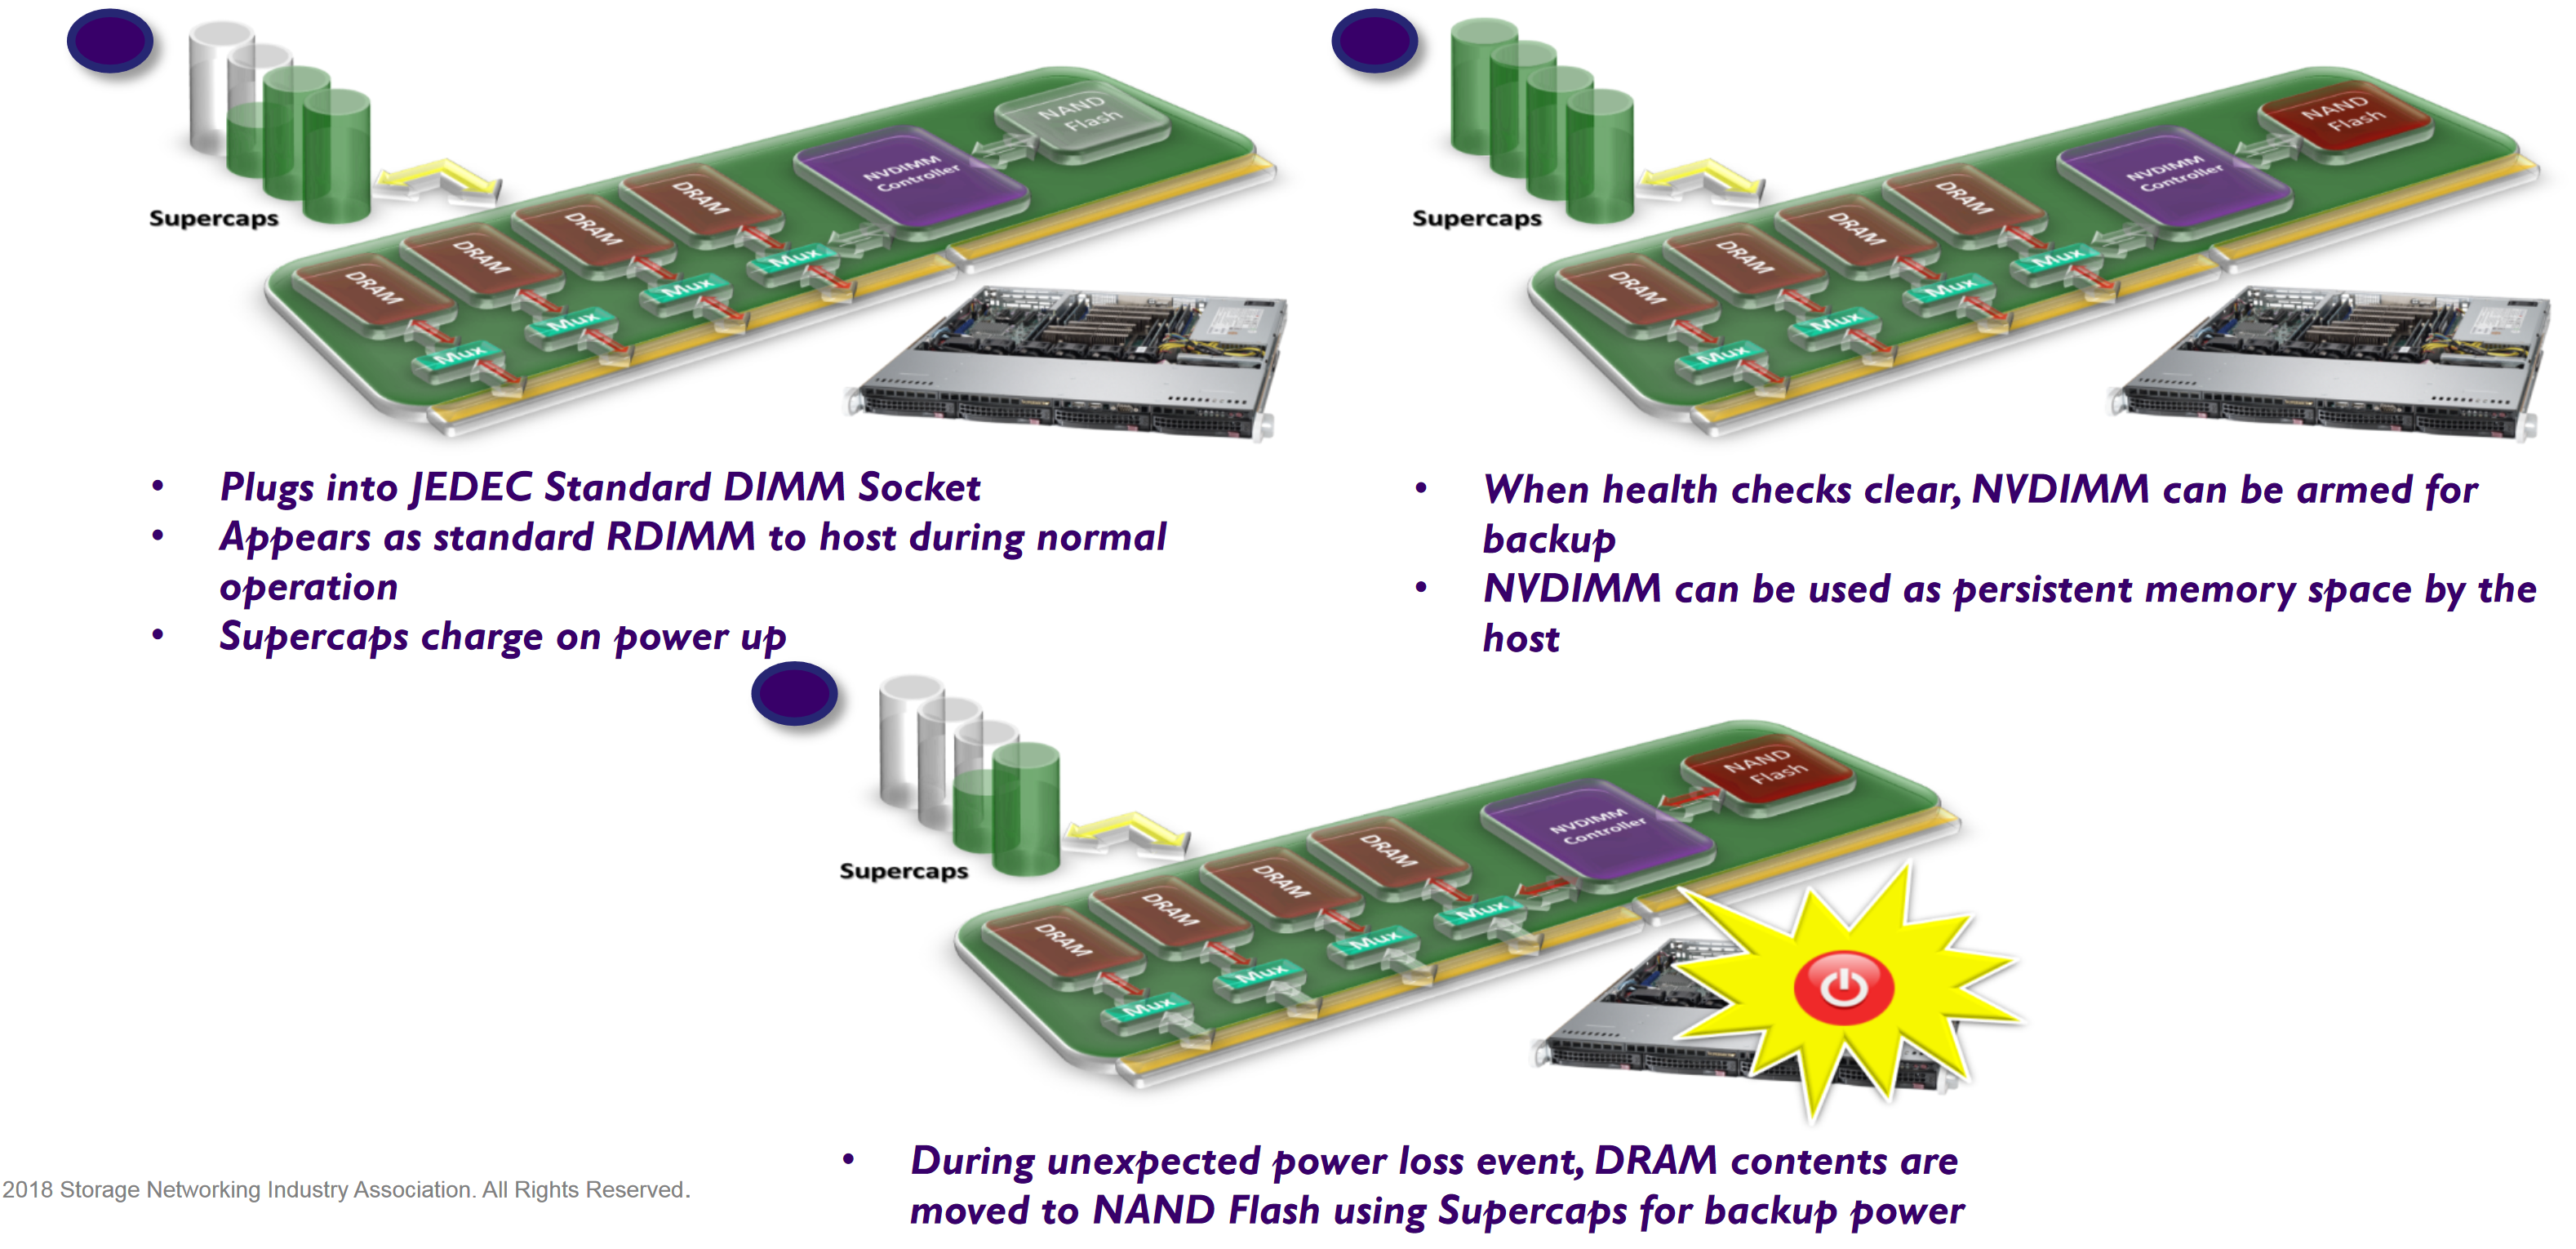 NAND
Flash
NVDIMM
Controller
DRAM
DRAM
DRAM
DRAM
Mux
Mux
Mux
Mux
Supercaps
• Plugs into JEDEC Standard DIMM Socket
• Appears as standard RDIMM to host during normal
operation
• Supercaps charge on power up
NAND
Flash
NVDIMM
Controller
DRAM
DRAM
DRAM
DRAM
Mux
Mux
Mux
Mux
Supercaps
• When health checks clear, NVDIMM can be armed for
backup
• NVDIMM can be used as persistent memory space by the
host
NAND
Flash
NVDIMM
Controller
DRAM
DRAM
DRAM
DRAM
Mux
Mux
Mux
Mux
Supercaps
• During unexpected power loss event, DRAM contents are
moved to NAND Flash using Supercaps for backup power
2018 Storage Networking Industry Association. All Rights Reserved.